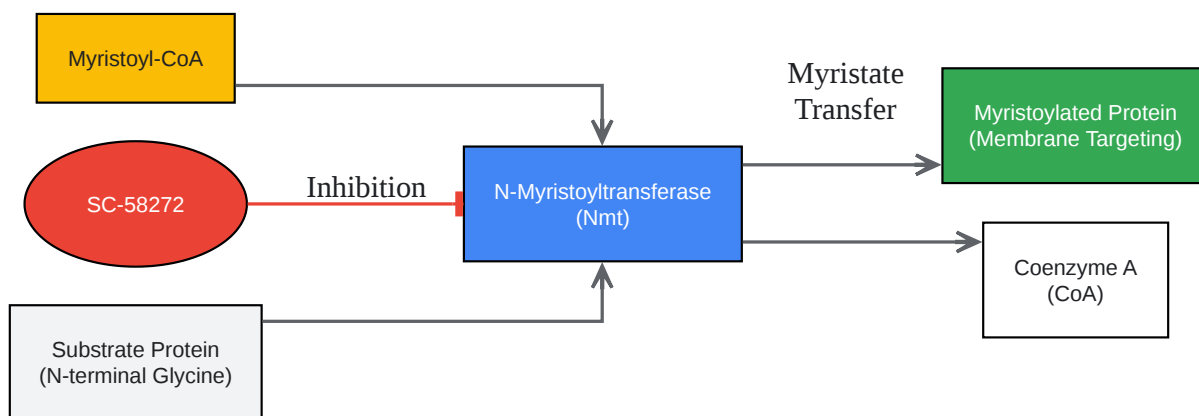 Myristoyl-CoA
SC-58272
Inhibition
Substrate Protein
(N-terminal Glycine)
N-Myristoyltransferase
(Nmt)
Myristate
Transfer
Myristoylated Protein
(Membrane Targeting)
Coenzyme A
(CoA)